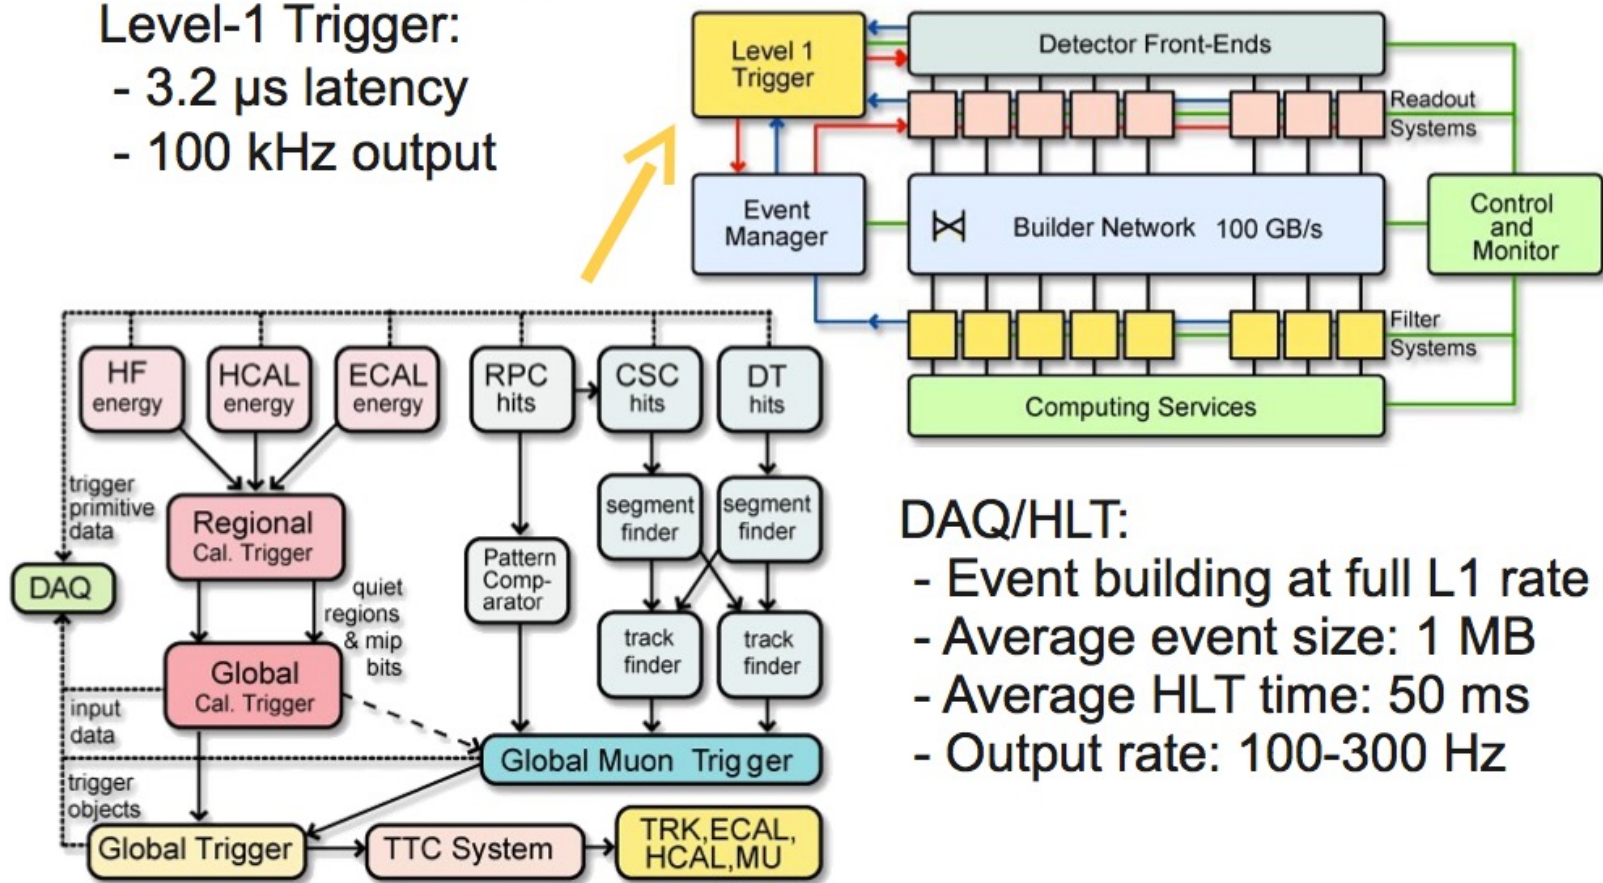 Level-1 Trigger:
- 3.2 µs latency
- 100 kHz output
Level 1
Trigger
Detector Front-Ends
Readout
Systems
Event
Manager
Builder Network 100 GB/s
Control
and
Monitor
Filter
Systems
Computing Services
HF
energy
HCAL
energy
ECAL
energy
RPC
hits
CSC
hits
DT
hits
trigger
primitive
data
Regional
Cal. Trigger
segment
finder
segment
finder
Pattern
Comp-
arator
DAQ
quiet
regions
& mip
bits
track
finder
track
finder
Global
Cal. Trigger
input
data
Global Muon Trigger
trigger
objects
Global Trigger
TTC System
TRK,ECAL,
HCAL,MU
DAQ/HLT:
- Event building at full L1 rate
- Average event size: 1 MB
- Average HLT time: 50 ms
- Output rate: 100-300 Hz